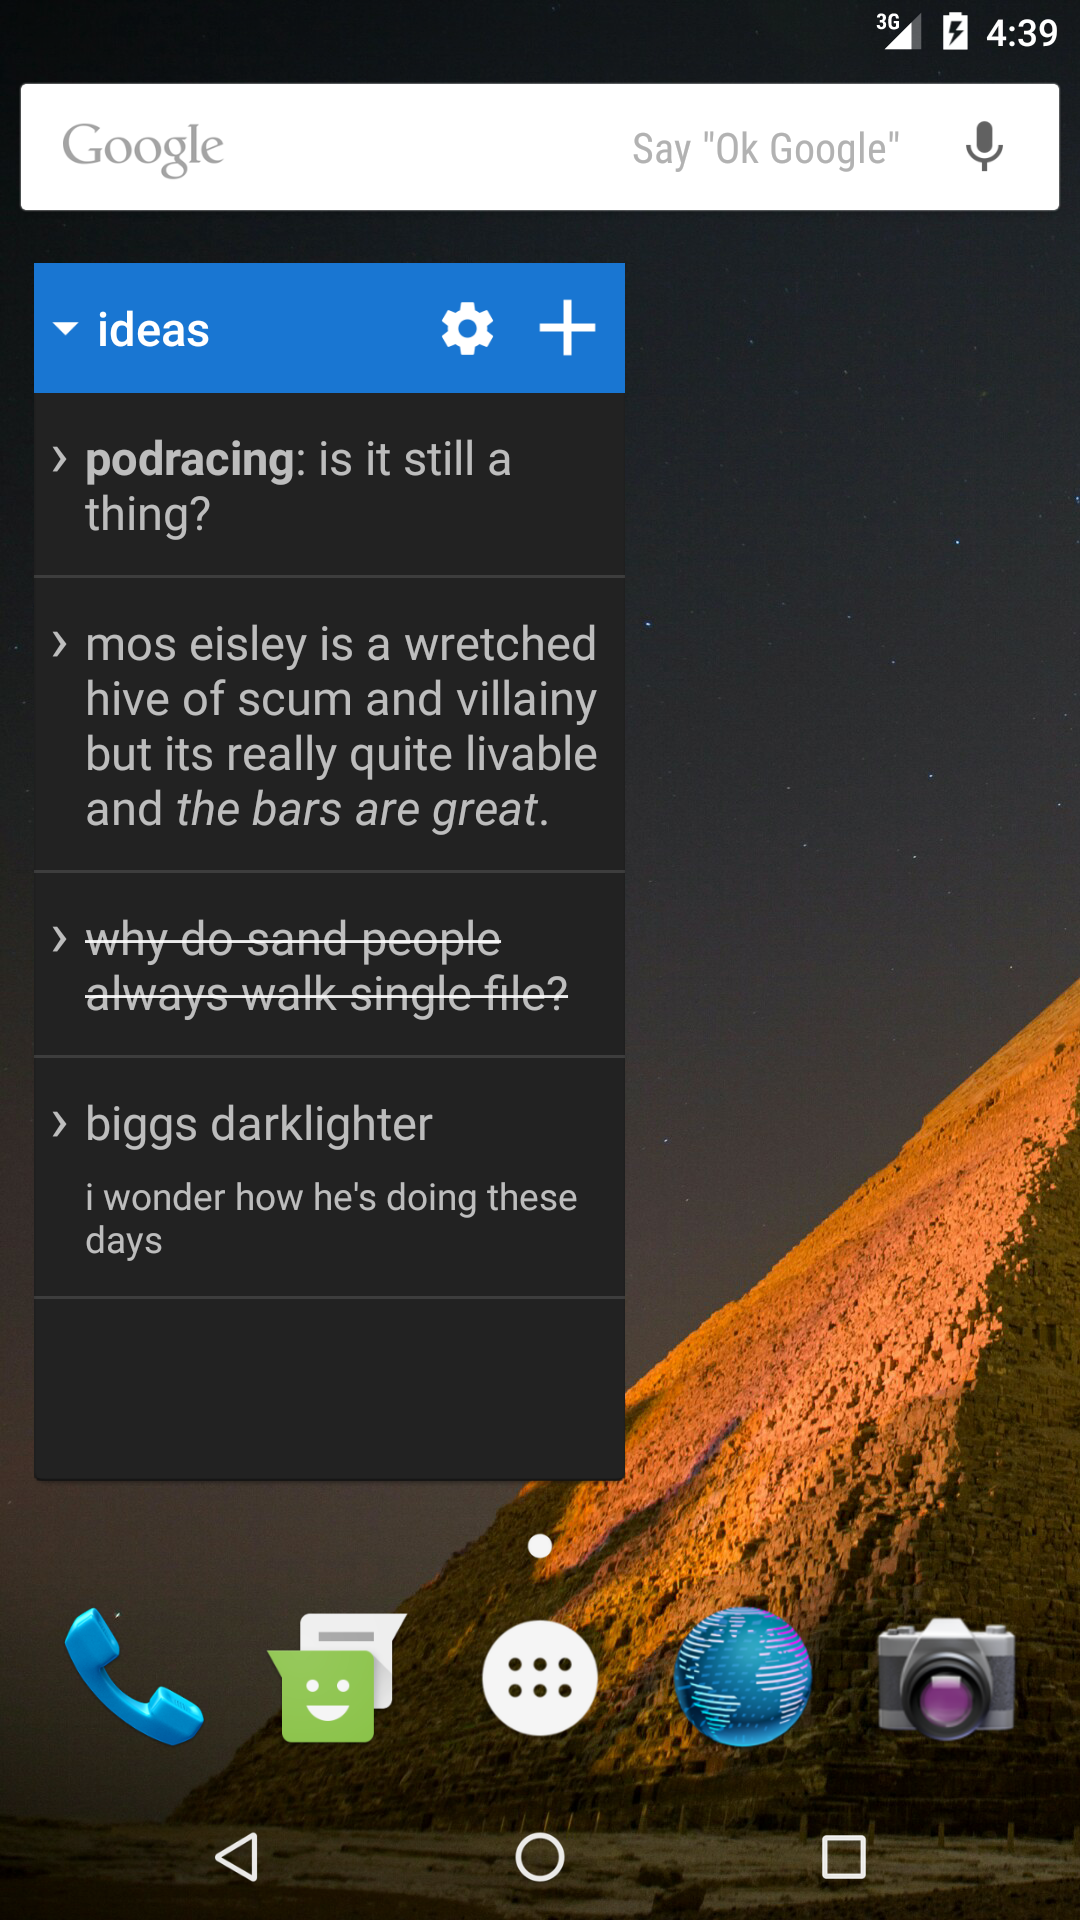 3G 4:39
Google Say "Ok Google"
ideas
podracing: is it still a
thing?
mos eisley is a wretched
hive of scum and villainy
but its really quite livable
and the bars are great.
why do sand people
always walk single file?
biggs darklighter
i wonder how he's doing these
days